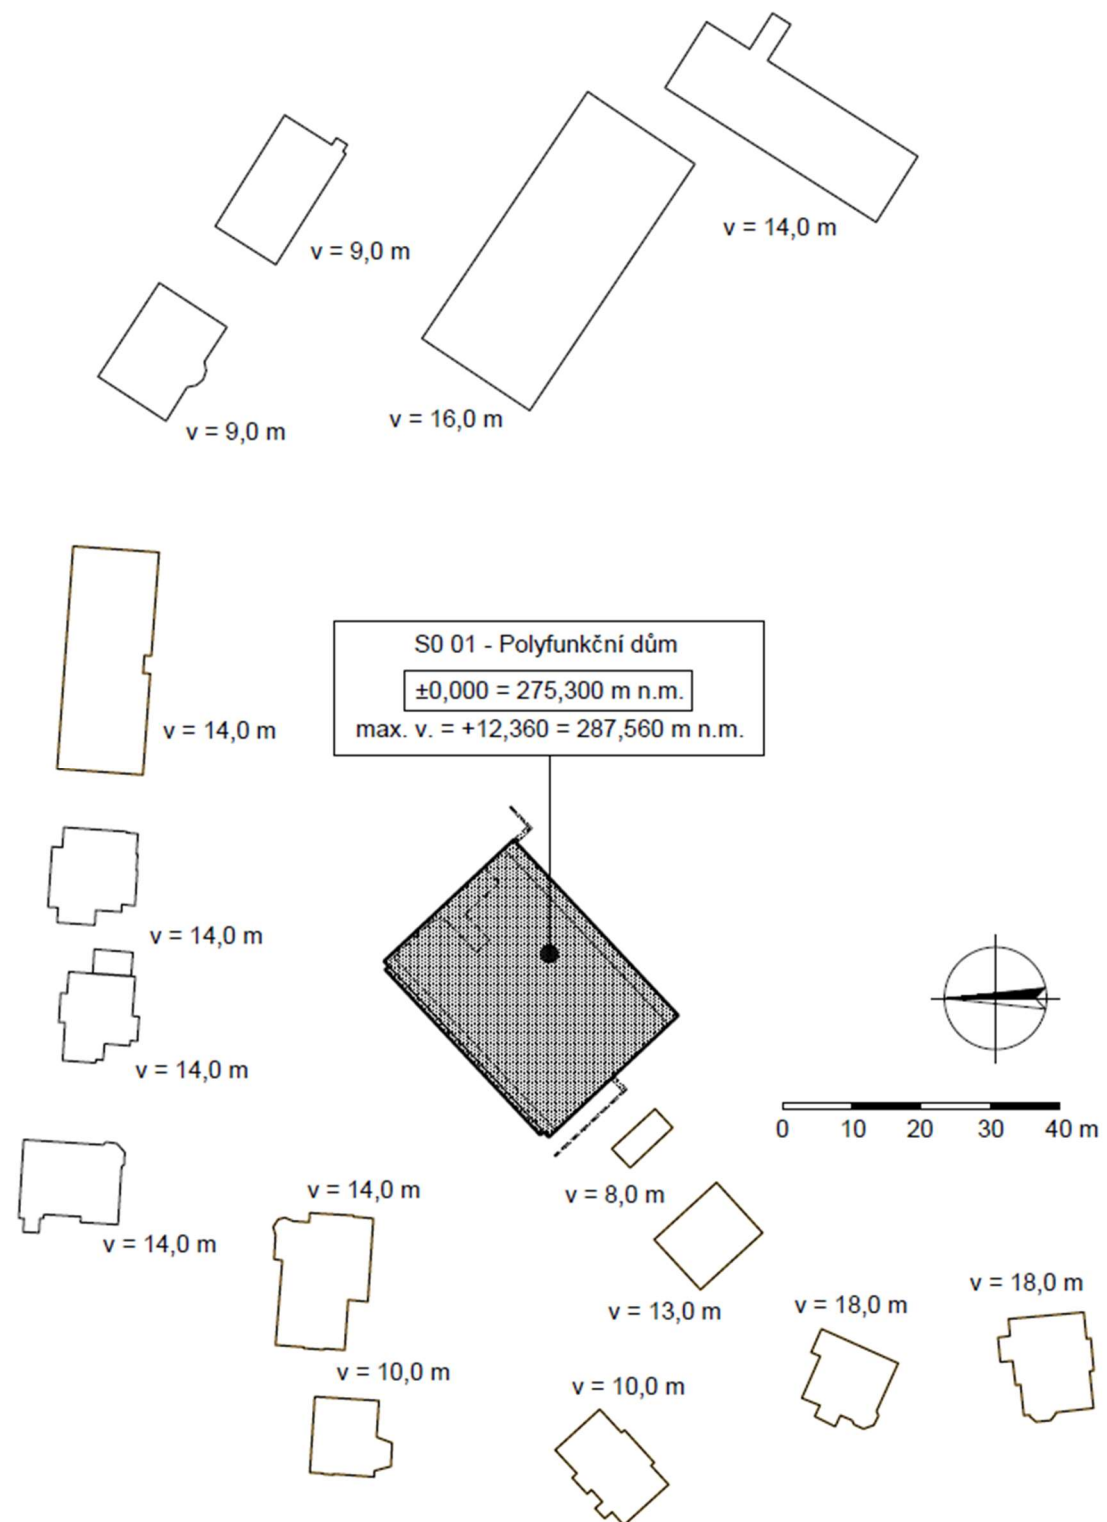 v = 14,0 m
v = 9,0 m
v = 16,0 m
v = 9,0 m
S0 01 - Polyfunkční dům
±0,000 = 275,300 m n.m.
max. v. = +12,360 = 287,560 m n.m.
v = 14,0 m
v = 14,0 m
v = 14,0 m
0 10 20 30 40 m
v = 14,0 m
v = 8,0 m
v = 14,0 m
v = 13,0 m
v = 18,0 m
v = 18,0 m
v = 10,0 m
v = 10,0 m